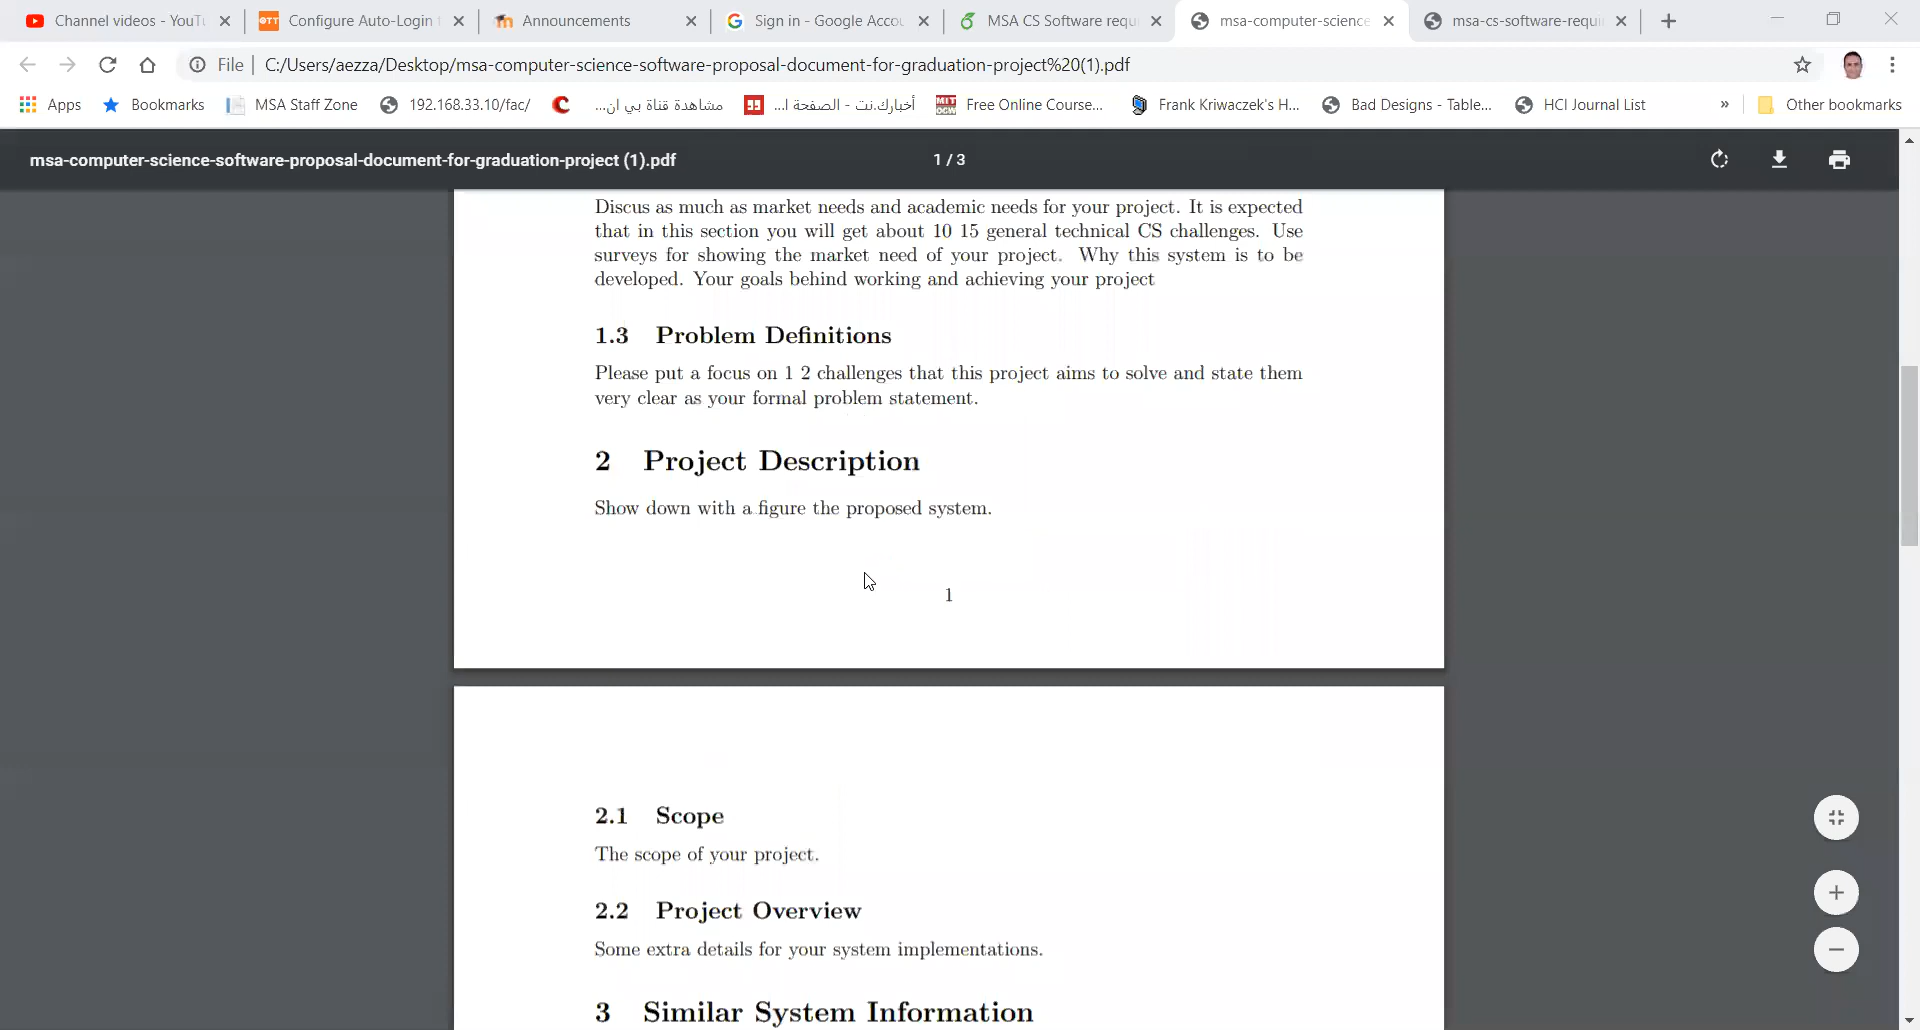 Channel videos - YouTu
Configure Auto-Login f
Announcements
Sign in - Google Accou
MSA CS Software requ
msa-computer-science
msa-cs-software-requi
File
C:/Users/aezza/Desktop/msa-computer-science-software-proposal-document-for-graduation-project%20(1).pdf
Apps
Bookmarks
MSA Staff Zone
192.168.33.10/fac/
مشاهدة قناة بي ان...
أخبارك.نت - الصفحة ا...
Free Online Course...
Frank Kriwaczek's H...
Bad Designs - Table...
HCI Journal List
»
Other bookmarks
msa-computer-science-software-proposal-document-for-graduation-project (1).pdf
1 / 3
Discus as much as market needs and academic needs for your project. It is expected
that in this section you will get about 10 15 general technical CS challenges. Use
surveys for showing the market need of your project. Why this system is to be
developed. Your goals behind working and achieving your project
1.3 Problem Definitions
Please put a focus on 1 2 challenges that this project aims to solve and state them
very clear as your formal problem statement.
2 Project Description
Show down with a figure the proposed system.
1
2.1 Scope
The scope of your project.
2.2 Project Overview
Some extra details for your system implementations.
3 Similar System Information